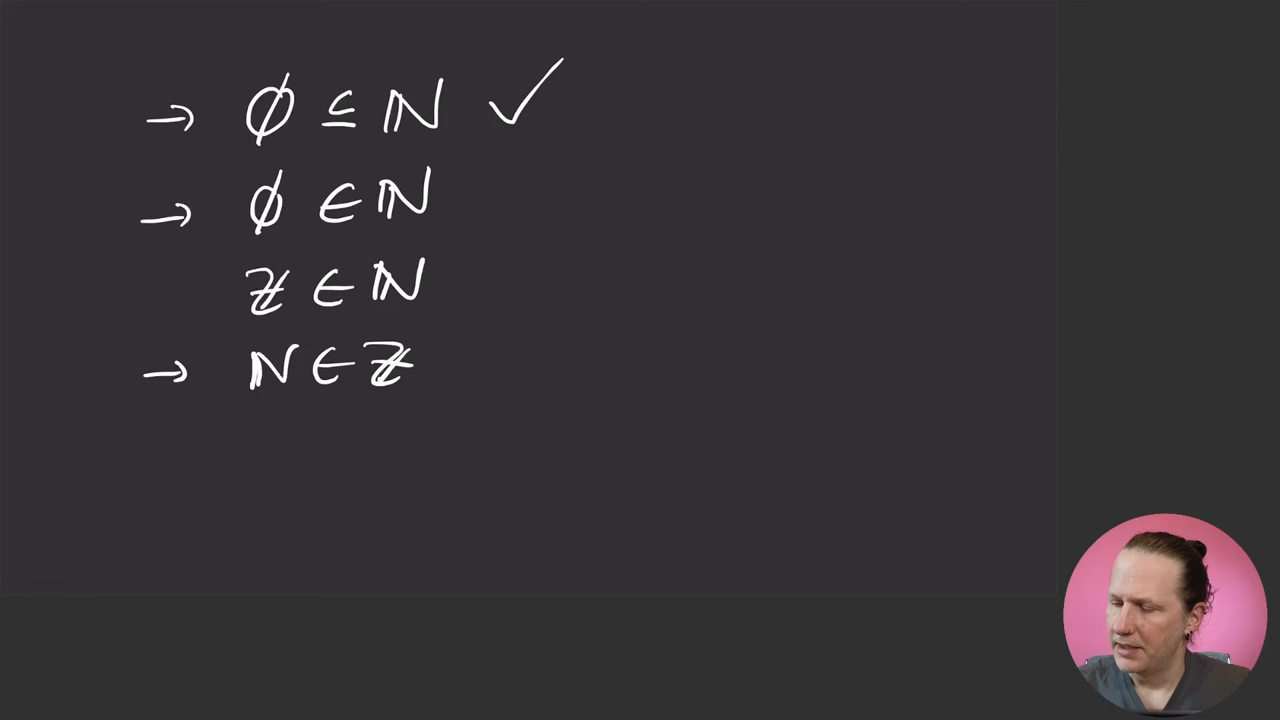 → ∅ ⊆ ℕ ✓
→ ∅ ∈ ℕ
ℤ ∈ ℕ
→ ℕ ∈ ℤ